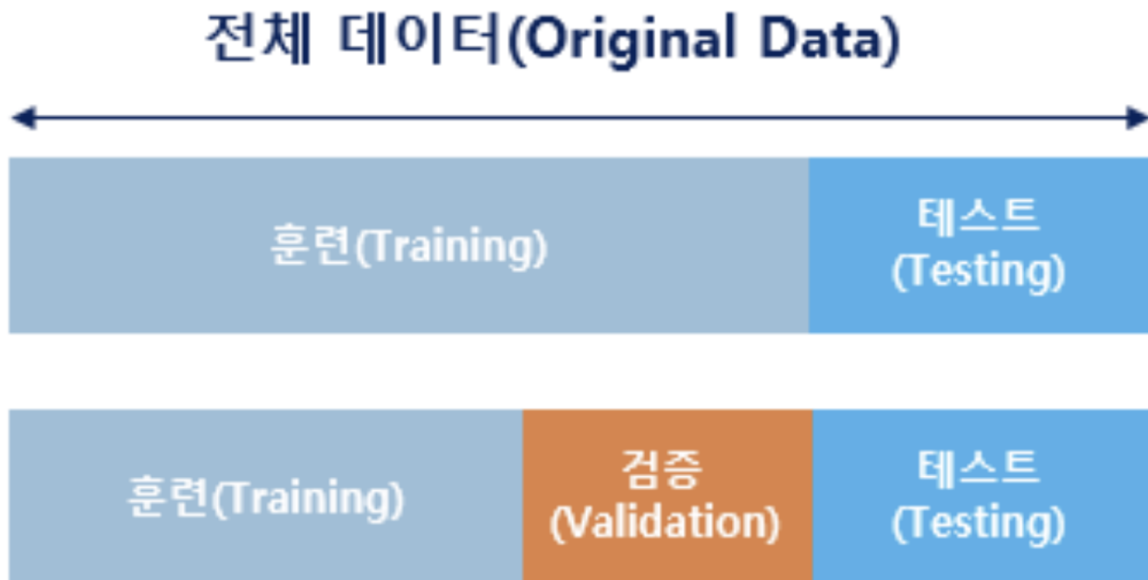 전체 데이터(Original Data)
훈련(Training)
테스트
(Testing)
훈련(Training)
검증
(Validation)
테스트
(Testing)